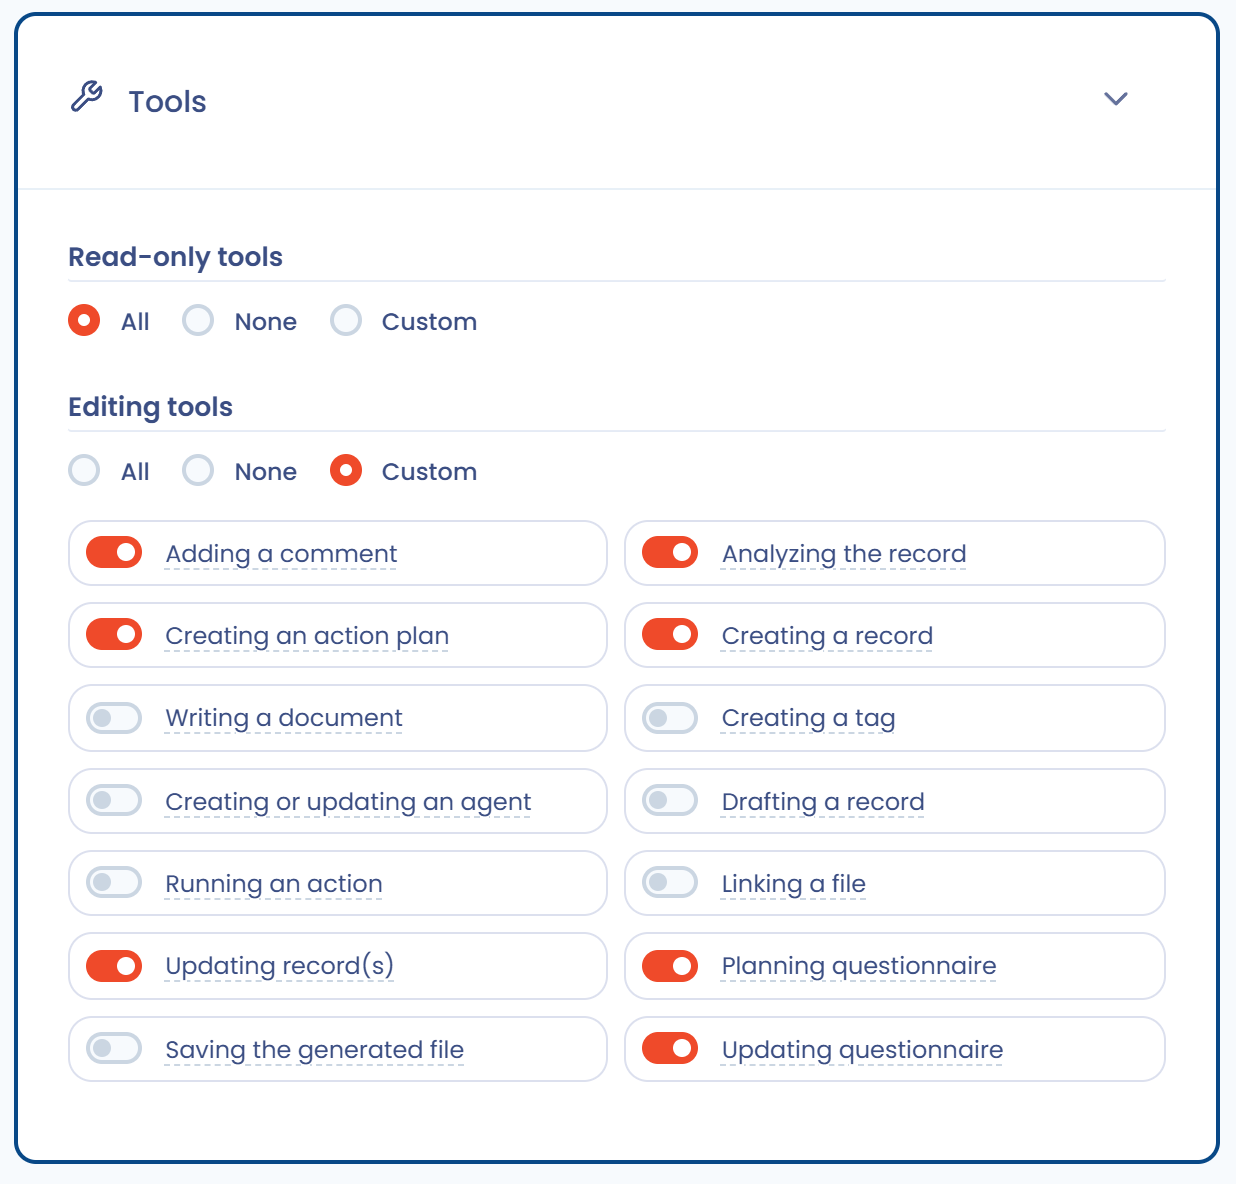 Tools
Read-only tools
All None Custom
Editing tools
All None Custom
Adding a comment Analyzing the record
Creating an action plan Creating a record
Writing a document Creating a tag
Creating or updating an agent Drafting a record
Running an action Linking a file
Updating record(s) Planning questionnaire
Saving the generated file Updating questionnaire